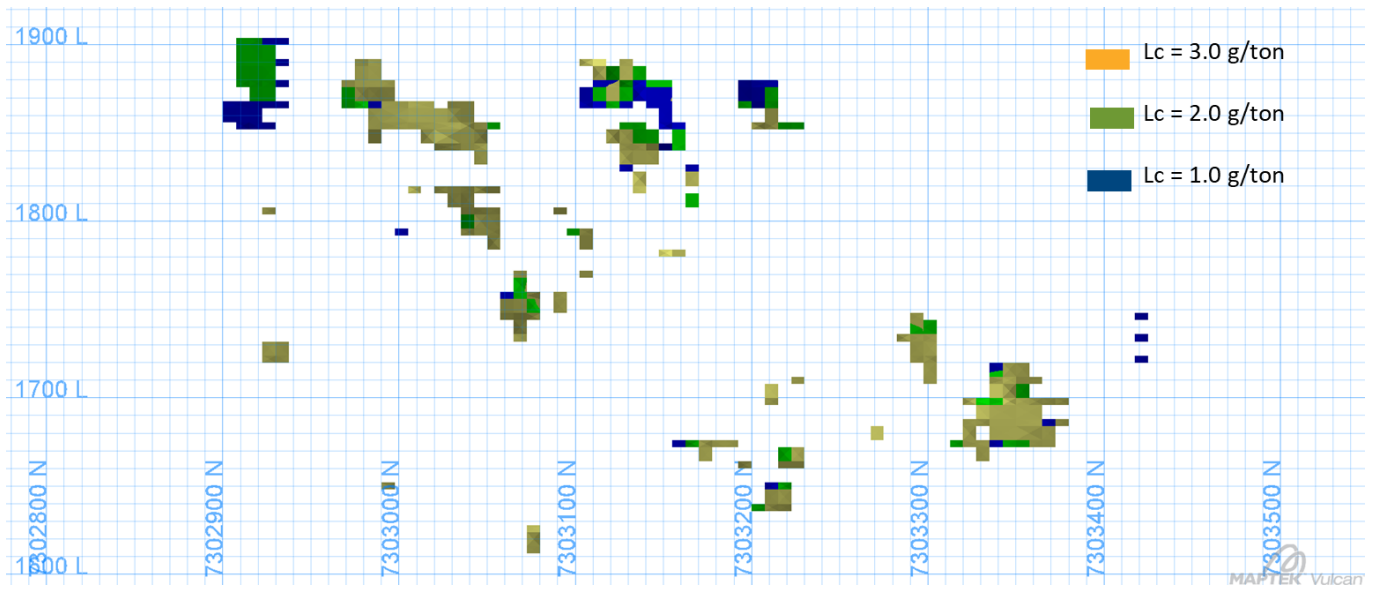 1900 L
Lc = 3.0 g/ton
Lc = 2.0 g/ton
Lc = 1.0 g/ton
1800 L
1700 L
1600 L
7302800 N
7302900 N
7303000 N
7303100 N
7303200 N
7303300 N
7303400 N
7303500 N
MAPTEK Vulcan